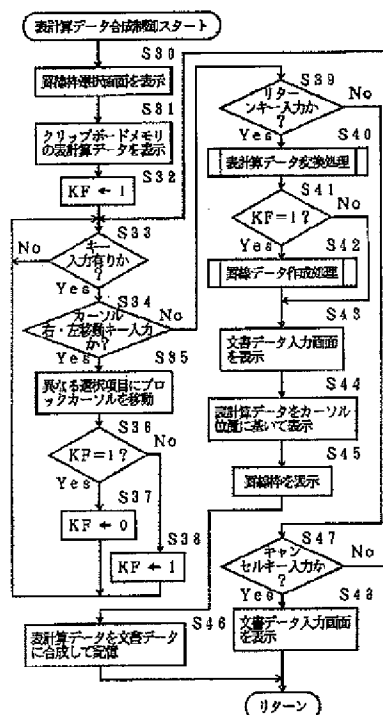 表計算データ合成制御スタート
S30
罫線枠選択画面を表示
S31
クリップボードメモリ
の表計算データを表示
S32
KF ← 1
S33
キー
入力有りか
?
No
Yes
S34
カーソル
右・左移動キー入力
か?
No
Yes
S35
異なる選択項目にブロ
ックカーソルを移動
S36
KF=1?
No
Yes
S37
KF ← 0
S38
KF ← 1
S39
リター
ンキー入力か
?
No
Yes
S40
表計算データ変換処理
S41
KF=1?
No
Yes
S42
罫線データ作成処理
S43
文書データ入力画面
を表示
S44
表計算データをカーソル
位置に基いて表示
S45
罫線枠を表示
S46
表計算データを文書データ
に合成して記憶
S47
キャン
セルキー入力か
?
No
Yes
S48
文書データ入力画面
を表示
リターン